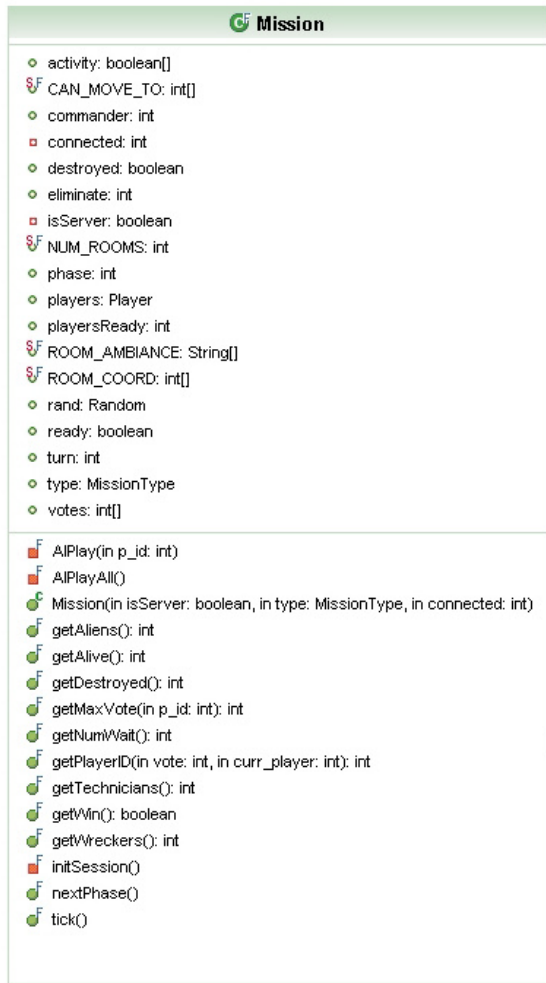 Mission
activity: boolean[]
CAN_MOVE_TO: int[]
commander: int
connected: int
destroyed: boolean
eliminate: int
isServer: boolean
NUM_ROOMS: int
phase: int
players: Player
playersReady: int
ROOM_AMBIANCE: String[]
ROOM_COORD: int[]
rand: Random
ready: boolean
turn: int
type: MissionType
votes: int[]
AIPlay(in p_id: int)
AIPlayAll()
Mission(in isServer: boolean, in type: MissionType, in connected: int)
getAliens(): int
getAlive(): int
getDestroyed(): int
getMaxVote(in p_id: int): int
getNumWait(): int
getPlayerID(in vote: int, in curr_player: int): int
getTechnicians(): int
getWin(): boolean
getWreckers(): int
initSession()
nextPhase()
tick()